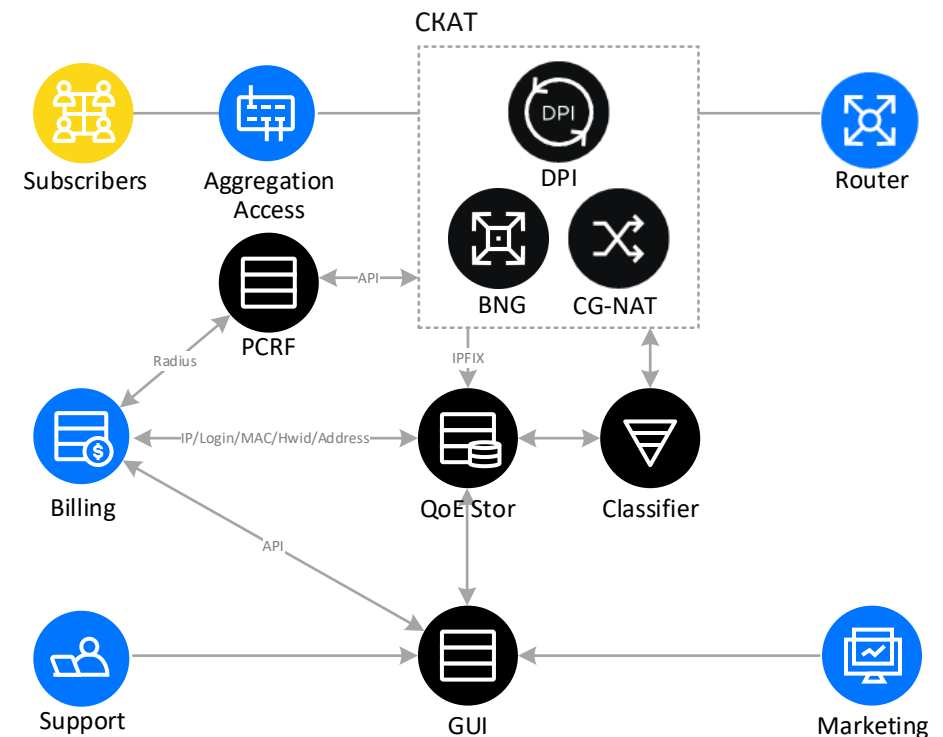 СКАТ
DPI
DPI
Subscribers
Aggregation
Access
Router
BNG
CG-NAT
API
PCRF
Radius
IPFIX
IP/Login/MAC/Hwid/Address
$
Billing
QoE Stor
Classifier
API
Support
GUI
Marketing